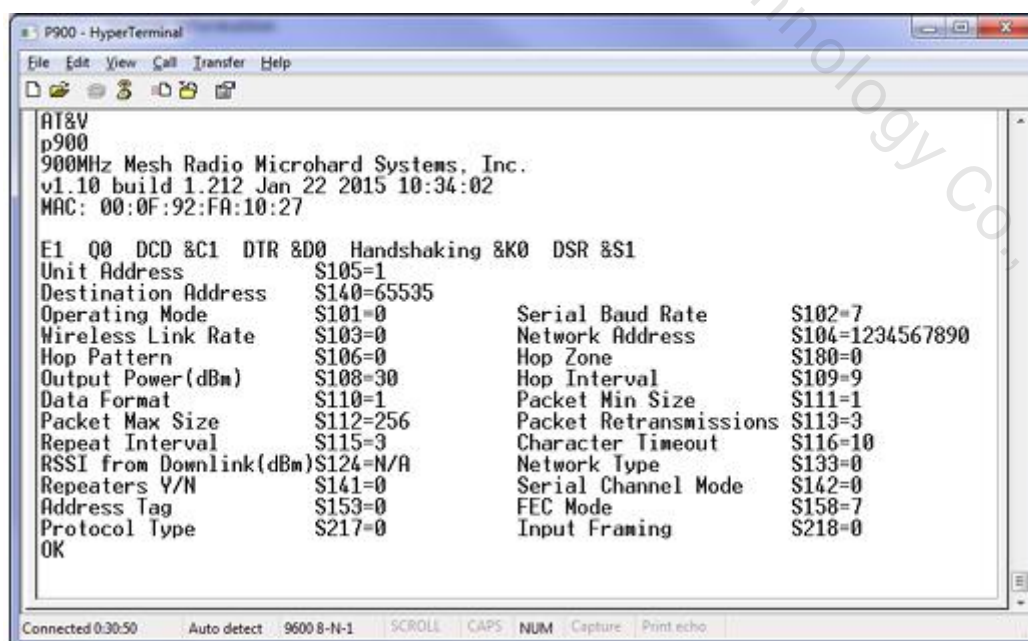 P900 - HyperTerminal
File Edit View Call Transfer Help
AT&V
p900
900MHz Mesh Radio Microhard Systems, Inc.
v1.10 build 1.212 Jan 22 2015 10:34:02
MAC: 00:0F:92:FA:10:27
E1 Q0 DCD &C1 DTR &D0 Handshaking &K0 DSR &S1
Unit Address S105=1
Destination Address S140=65535
Operating Mode S101=0 Serial Baud Rate S102=7
Wireless Link Rate S103=0 Network Address S104=1234567890
Hop Pattern S106=0 Hop Zone S180=0
Output Power(dBm) S108=30 Hop Interval S109=9
Data Format S110=1 Packet Min Size S111=1
Packet Max Size S112=256 Packet Retransmissions S113=3
Repeat Interval S115=3 Character Timeout S116=10
RSSI from Downlink(dBm)S124=N/A Network Type S133=0
Repeaters Y/N S141=0 Serial Channel Mode S142=0
Address Tag S153=0 FEC Mode S158=7
Protocol Type S217=0 Input Framing S218=0
OK
Connected 0:30:50 Auto detect 9600 8-N-1 SCROLL CAPS NUM Capture Print echo
Co.,